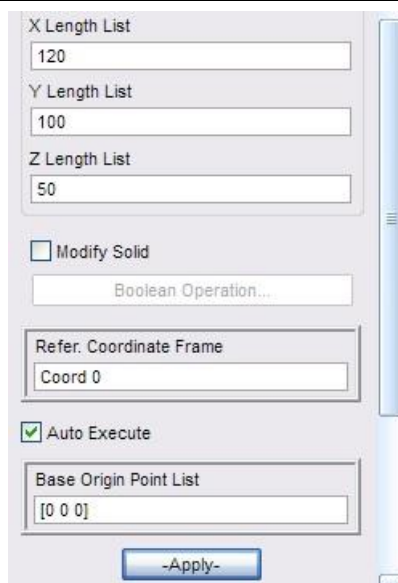 X Length List
120
Y Length List
100
Z Length List
50
Modify Solid
Boolean Operation...
Refer. Coordinate Frame
Coord 0
Auto Execute
Base Origin Point List
[0 0 0]
-Apply-